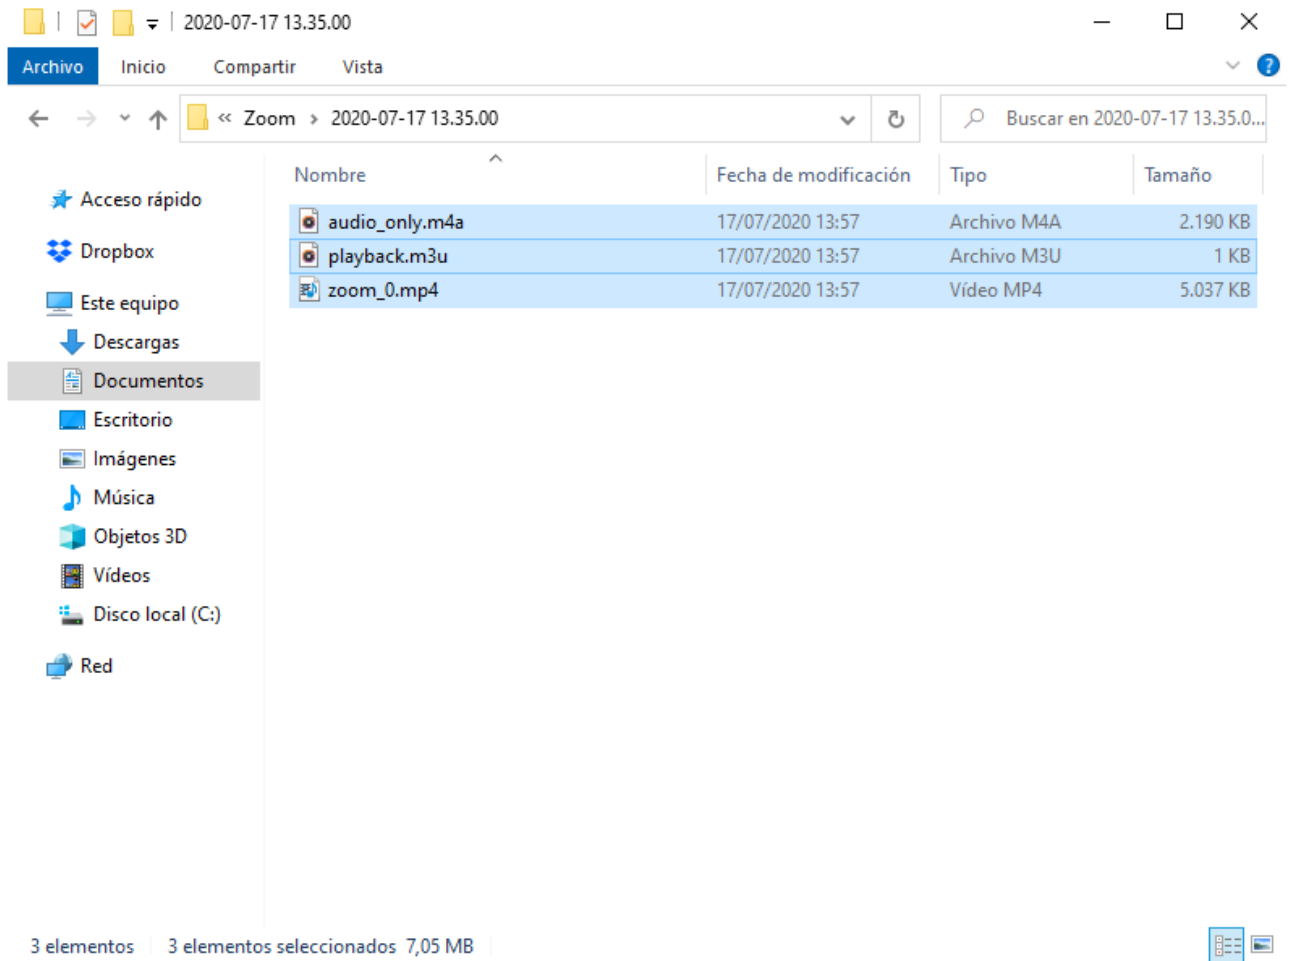 2020-07-17 13.35.00
Archivo Inicio Compartir Vista
« Zoom › 2020-07-17 13.35.00 Buscar en 2020-07-17 13.35.0...
Nombre Fecha de modificación Tipo Tamaño
Acceso rápido
Dropbox
Este equipo
Descargas
Documentos
Escritorio
Imágenes
Música
Objetos 3D
Vídeos
Disco local (C:)
Red
audio_only.m4a 17/07/2020 13:57 Archivo M4A 2.190 KB
playback.m3u 17/07/2020 13:57 Archivo M3U 1 KB
zoom_0.mp4 17/07/2020 13:57 Vídeo MP4 5.037 KB
3 elementos 3 elementos seleccionados 7,05 MB